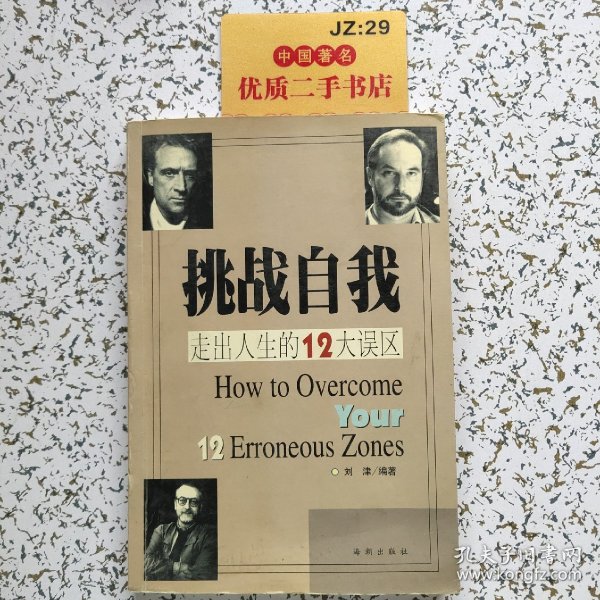 JZ:29
中国著名
优质二手书店
挑战自我
走出人生的12大误区
How to Overcome
Your
12 Erroneous Zones
刘 津/编著
海潮出版社
孔夫子旧书网
www.kongfz.com